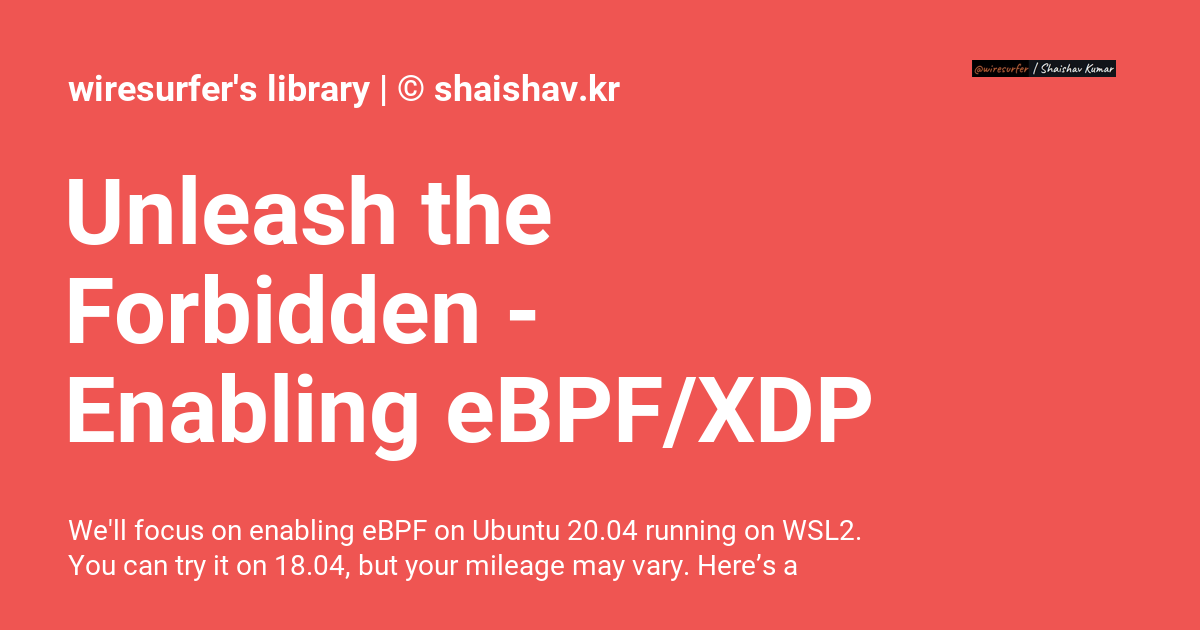 wiresurfer's library | © shaishav.kr
@wiresurfer | Shaishav Kumar
Unleash the
Forbidden -
Enabling eBPF/XDP
We'll focus on enabling eBPF on Ubuntu 20.04 running on WSL2.
You can try it on 18.04, but your mileage may vary. Here’s a